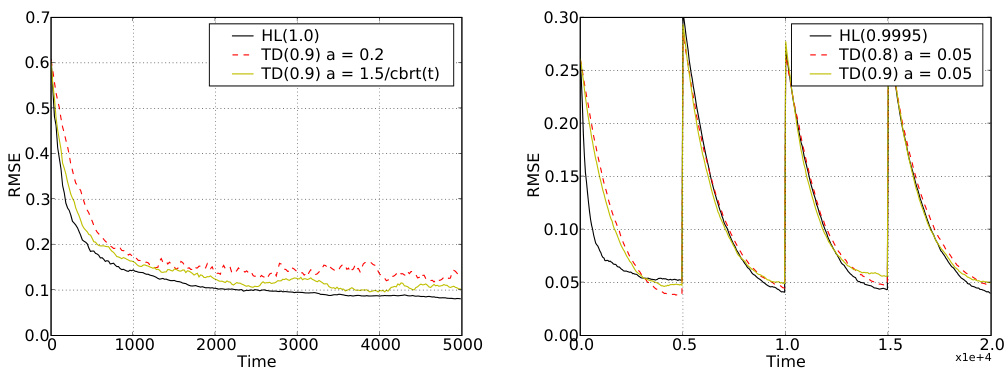 0.7
0.6
0.5
0.4
0.3
0.2
0.1
0.0
RMSE
0
1000
2000
3000
4000
5000
Time
HL(1.0)
TD(0.9) a = 0.2
TD(0.9) a = 1.5/cbrt(t)
0.30
0.25
0.20
0.15
0.10
0.05
0.00
RMSE
0.0
0.5
1.0
1.5
2.0
x1e+4
Time
HL(0.9995)
TD(0.8) a = 0.05
TD(0.9) a = 0.05